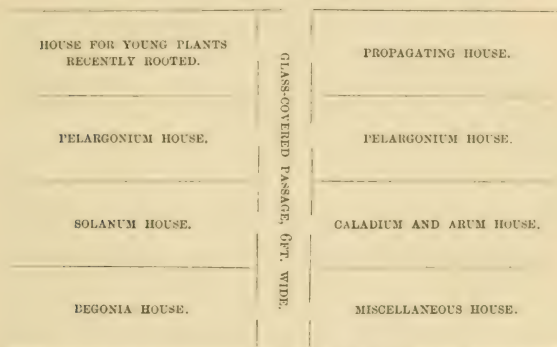 HOUSE FOR YOUNG PLANTS
RECENTLY ROOTED.
PELARGONIUM HOUSE.
SOLANUM HOUSE.
BEGONIA HOUSE.
GLASS-COVERED PASSAGE, 6FT. WIDE.
PROPAGATING HOUSE.
PELARGONIUM HOUSE.
CALADIUM AND ARUM HOUSE.
MISCELLANEOUS HOUSE.